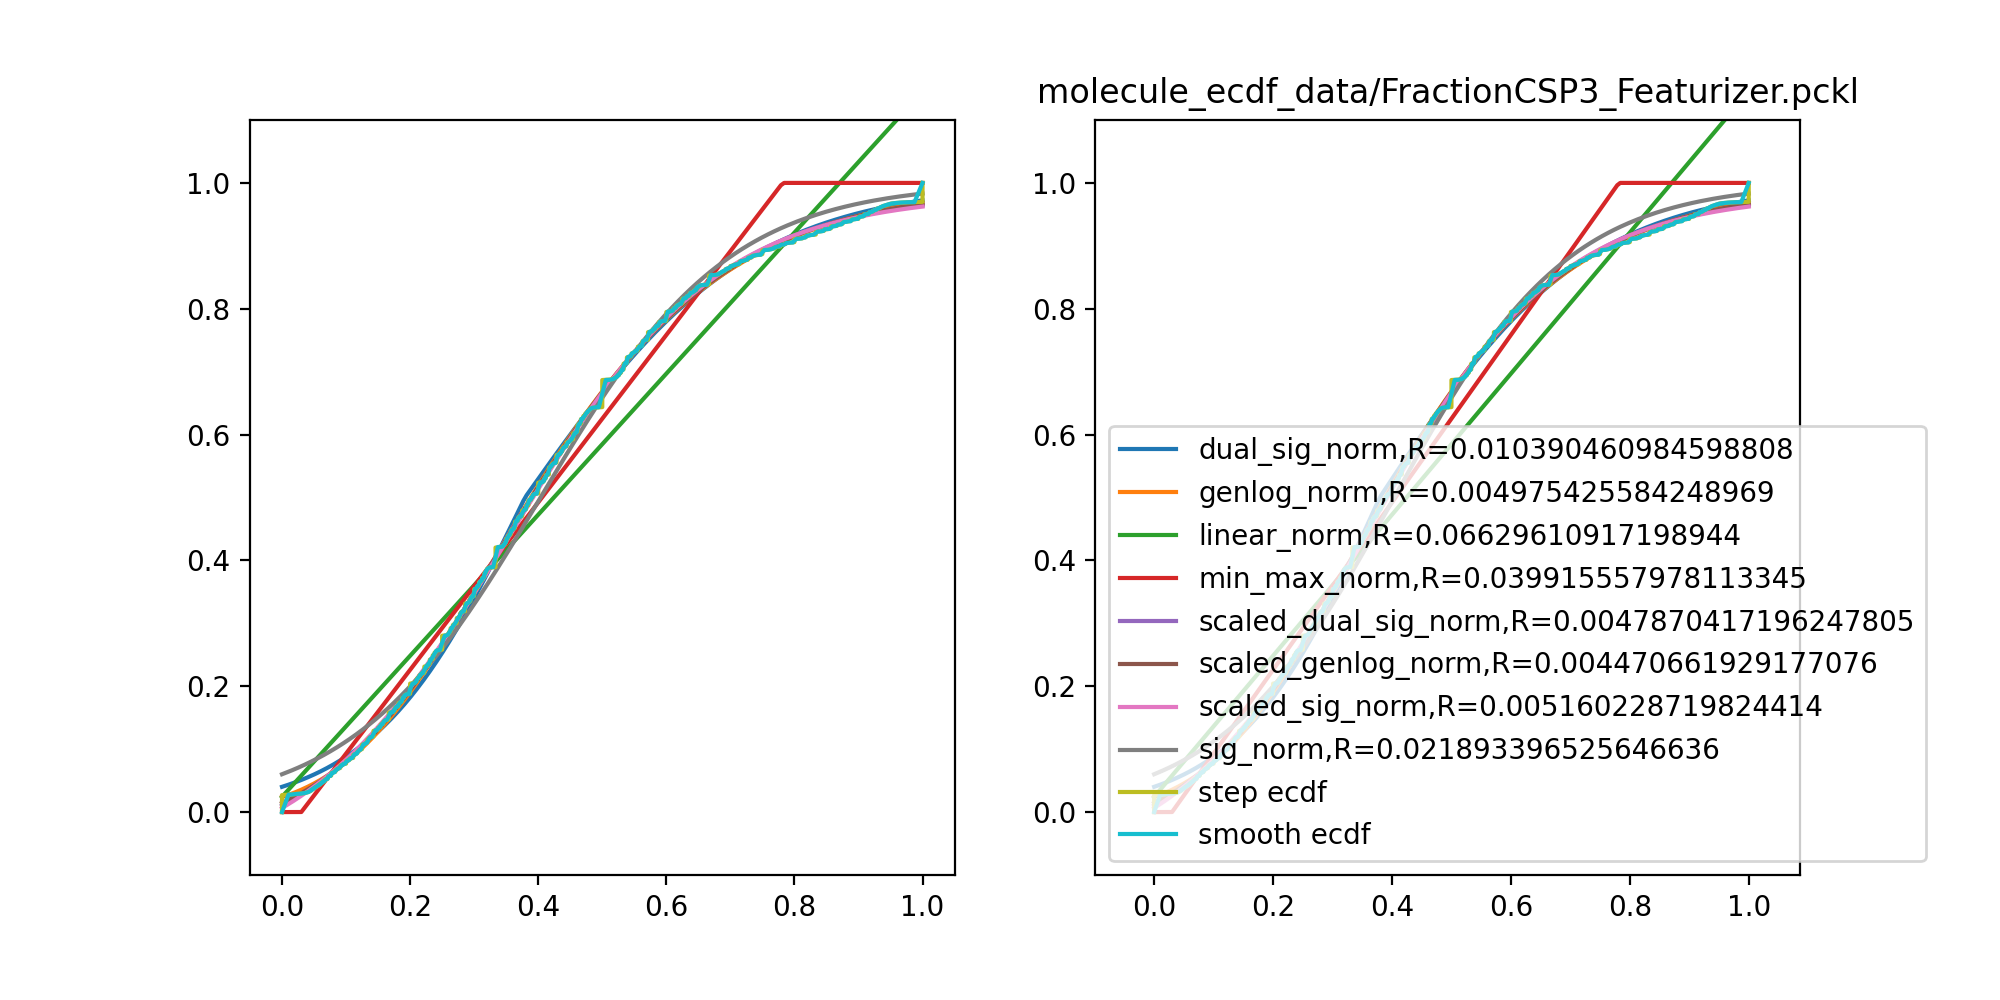 molecule_ecdf_data/FractionCSP3_Featurizer.pckl
1.0
0.8
0.6
0.4
0.2
0.0
0.0 0.2 0.4 0.6 0.8 1.0
1.0
0.8
0.6
0.4
0.2
0.0
0.0 0.2 0.4 0.6 0.8 1.0
dual_sig_norm,R=0.010390460984598808
genlog_norm,R=0.004975425584248969
linear_norm,R=0.06629610917198944
min_max_norm,R=0.039915557978113345
scaled_dual_sig_norm,R=0.0047870417196247805
scaled_genlog_norm,R=0.004470661929177076
scaled_sig_norm,R=0.005160228719824414
sig_norm,R=0.021893396525646636
step ecdf
smooth ecdf